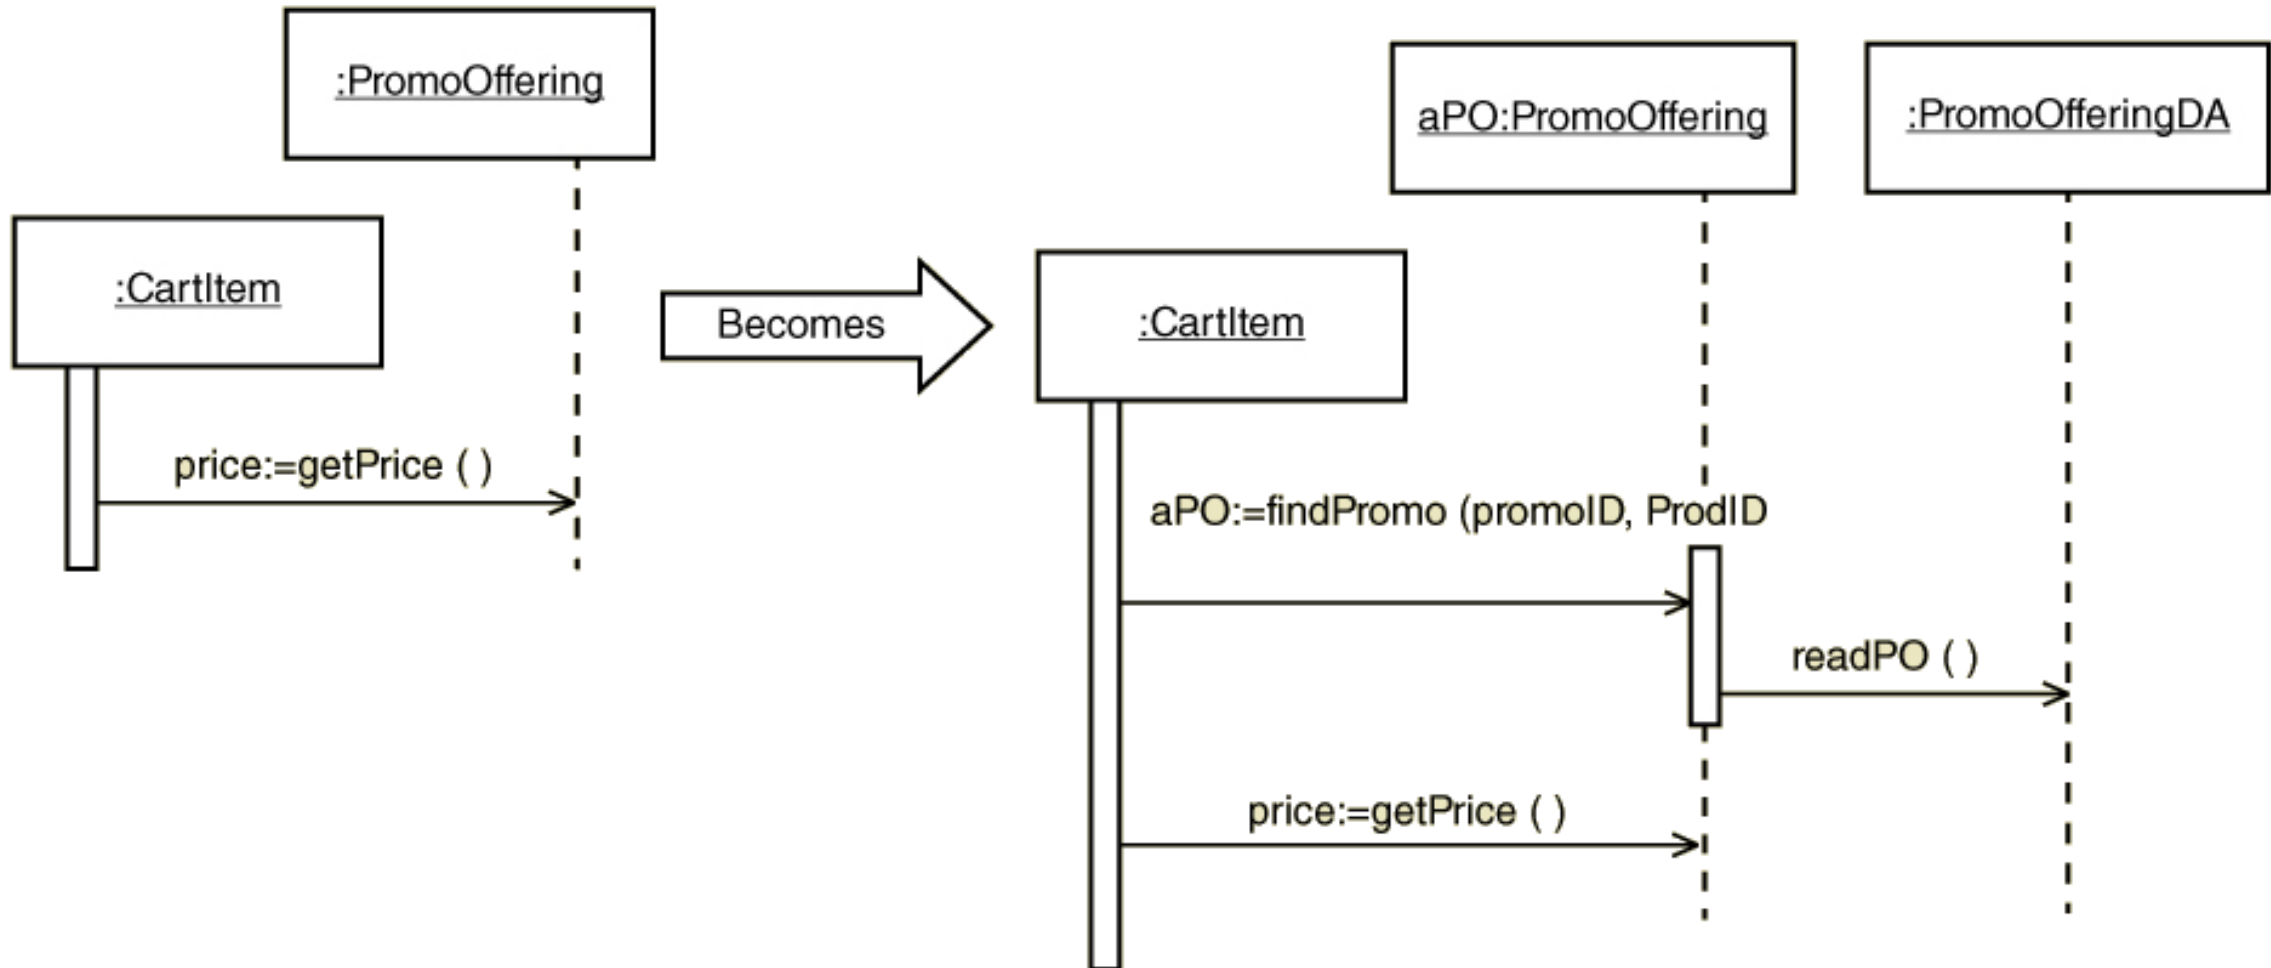 :PromoOffering
:CartItem
price:=getPrice ( )
Becomes
aPO:PromoOffering
:PromoOfferingDA
:CartItem
aPO:=findPromo (promoID, ProdID
readPO ( )
price:=getPrice ( )